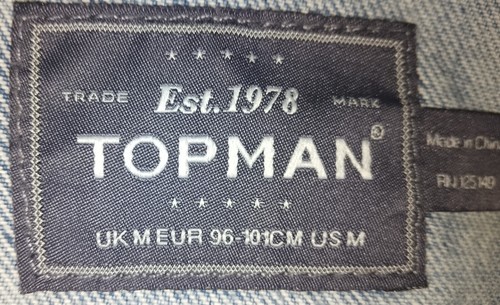 TRADE Est. 1978 MARK
TOPMAN®
UK M EUR 96-101CM US M
Made in China